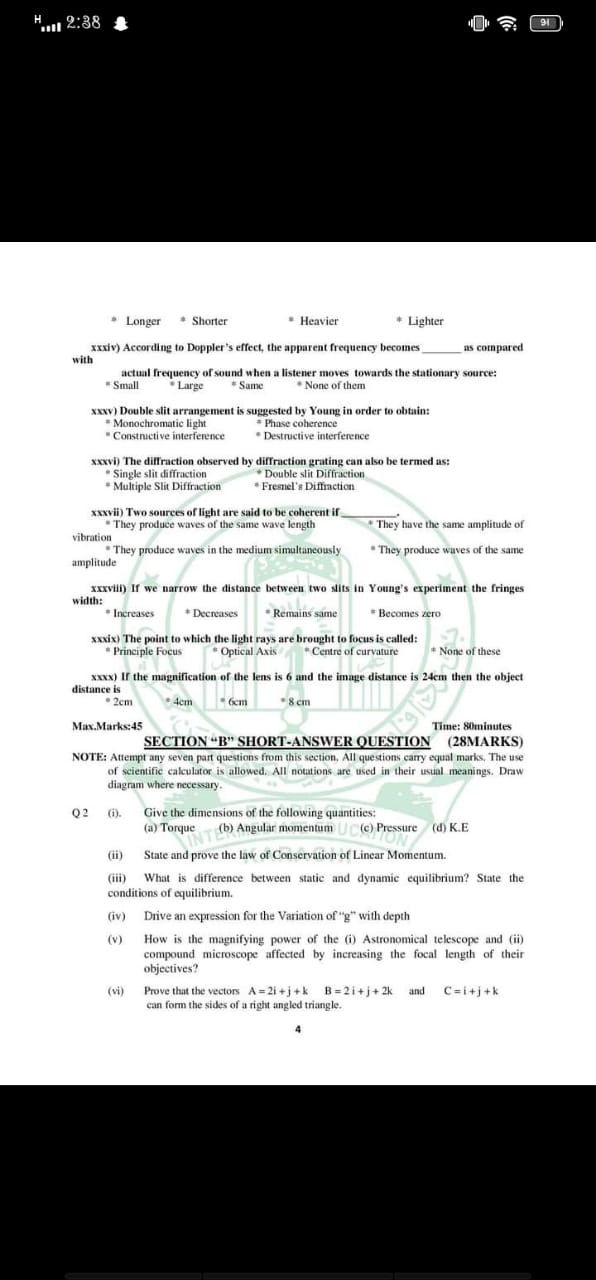 H 2:38 91
* Longer * Shorter * Heavier * Lighter
xxxiv) According to Doppler's effect, the apparent frequency becomes ______ as compared
with
actual frequency of sound when a listener moves towards the stationary source:
* Small * Large * Same * None of them
xxxv) Double slit arrangement is suggested by Young in order to obtain:
* Monochromatic light * Phase coherence
* Constructive interference * Destructive interference
xxxvi) The diffraction observed by diffraction grating can also be termed as:
* Single slit diffraction * Double slit Diffraction
* Multiple Slit Diffraction * Fresnel's Diffraction
xxxvii) Two sources of light are said to be coherent if ________.
* They produce waves of the same wave length * They have the same amplitude of
vibration
* They produce waves in the medium simultaneously * They produce waves of the same
amplitude
xxxviii) If we narrow the distance between two slits in Young's experiment the fringes
width:
* Increases * Decreases * Remains same * Becomes zero
xxxix) The point to which the light rays are brought to focus is called:
* Principle Focus * Optical Axis * Centre of curvature * None of these
xxxx) If the magnification of the lens is 6 and the image distance is 24cm then the object
distance is
* 2cm * 4cm * 6cm * 8 cm
Max.Marks:45 Time: 80minutes
SECTION "B" SHORT-ANSWER QUESTION (28MARKS)
NOTE: Attempt any seven part questions from this section. All questions carry equal marks. The use
of scientific calculator is allowed. All notations are used in their usual meanings. Draw
diagram where necessary.
Q 2 (i). Give the dimensions of the following quantities:
(a) Torque (b) Angular momentum (c) Pressure (d) K.E
(ii) State and prove the law of Conservation of Linear Momentum.
(iii) What is difference between static and dynamic equilibrium? State the
conditions of equilibrium.
(iv) Drive an expression for the Variation of "g" with depth
(v) How is the magnifying power of the (i) Astronomical telescope and (ii)
compound microscope affected by increasing the focal length of their
objectives?
(vi) Prove that the vectors A = 2i + j + k B = 2 i + j + 2k and C = i + j + k
can form the sides of a right angled triangle.
4